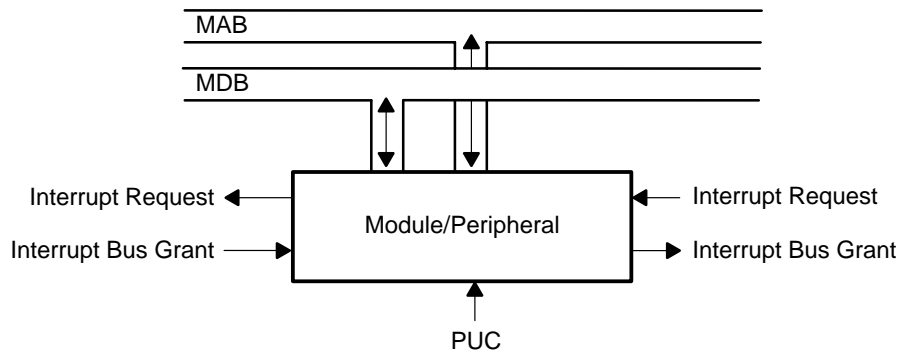 MAB
MDB
Interrupt Request
Interrupt Request
Module/Peripheral
Interrupt Bus Grant
Interrupt Bus Grant
PUC